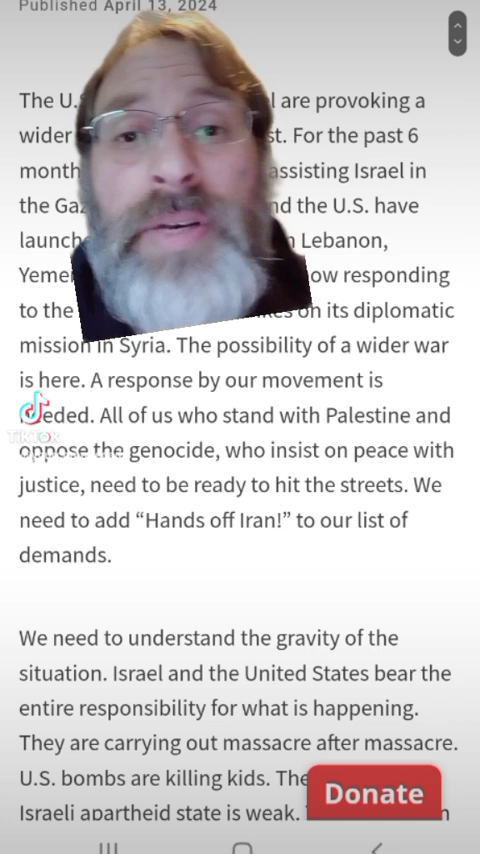 Published April 13, 2024
The U. l are provoking a
wider st. For the past 6
month assisting Israel in
the Gaz nd the U.S. have
launch n Lebanon,
Yeme ow responding
to the on its diplomatic
mission in Syria. The possibility of a wider war
is here. A response by our movement is
needed. All of us who stand with Palestine and
oppose the genocide, who insist on peace with
justice, need to be ready to hit the streets. We
need to add “Hands off Iran!” to our list of
demands.
We need to understand the gravity of the
situation. Israel and the United States bear the
entire responsibility for what is happening.
They are carrying out massacre after massacre.
U.S. bombs are killing kids. The
Israeli apartheid state is weak.
Donate
TikTok